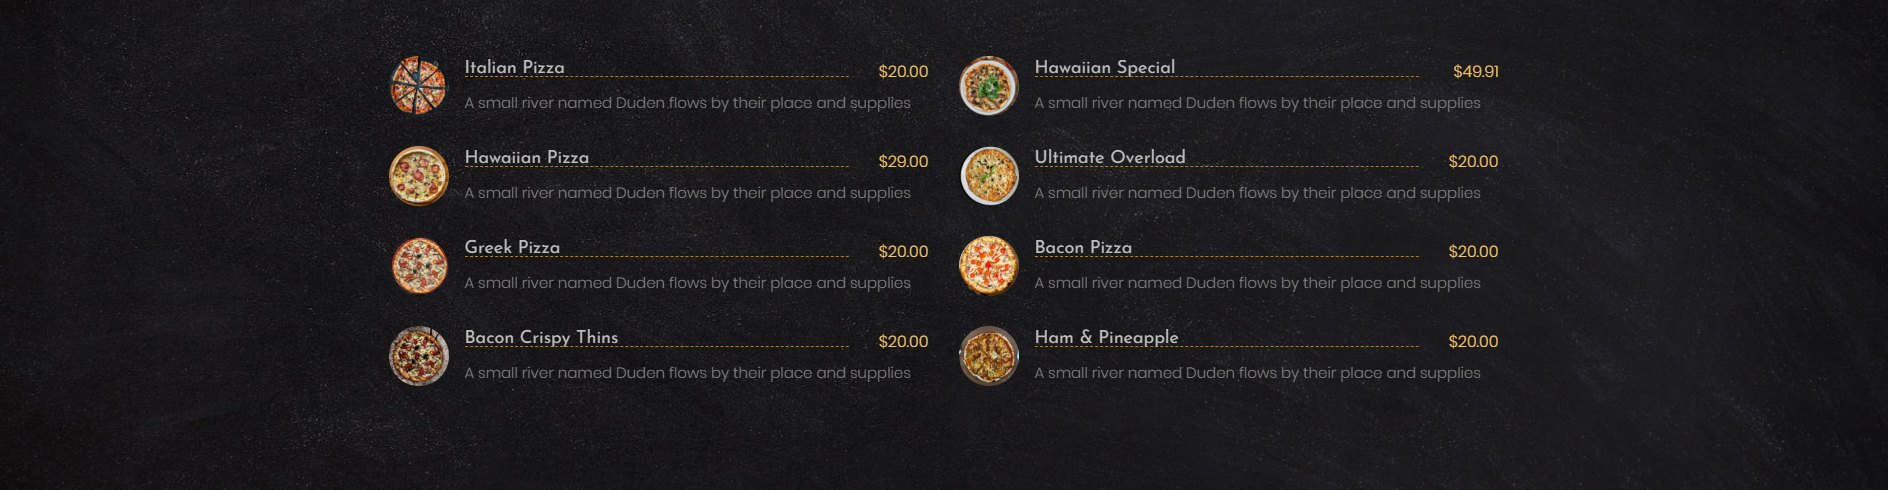 Italian Pizza $20.00
A small river named Duden flows by their place and supplies
Hawaiian Pizza $29.00
A small river named Duden flows by their place and supplies
Greek Pizza $20.00
A small river named Duden flows by their place and supplies
Bacon Crispy Thins $20.00
A small river named Duden flows by their place and supplies
Hawaiian Special $49.91
A small river named Duden flows by their place and supplies
Ultimate Overload $20.00
A small river named Duden flows by their place and supplies
Bacon Pizza $20.00
A small river named Duden flows by their place and supplies
Ham & Pineapple $20.00
A small river named Duden flows by their place and supplies